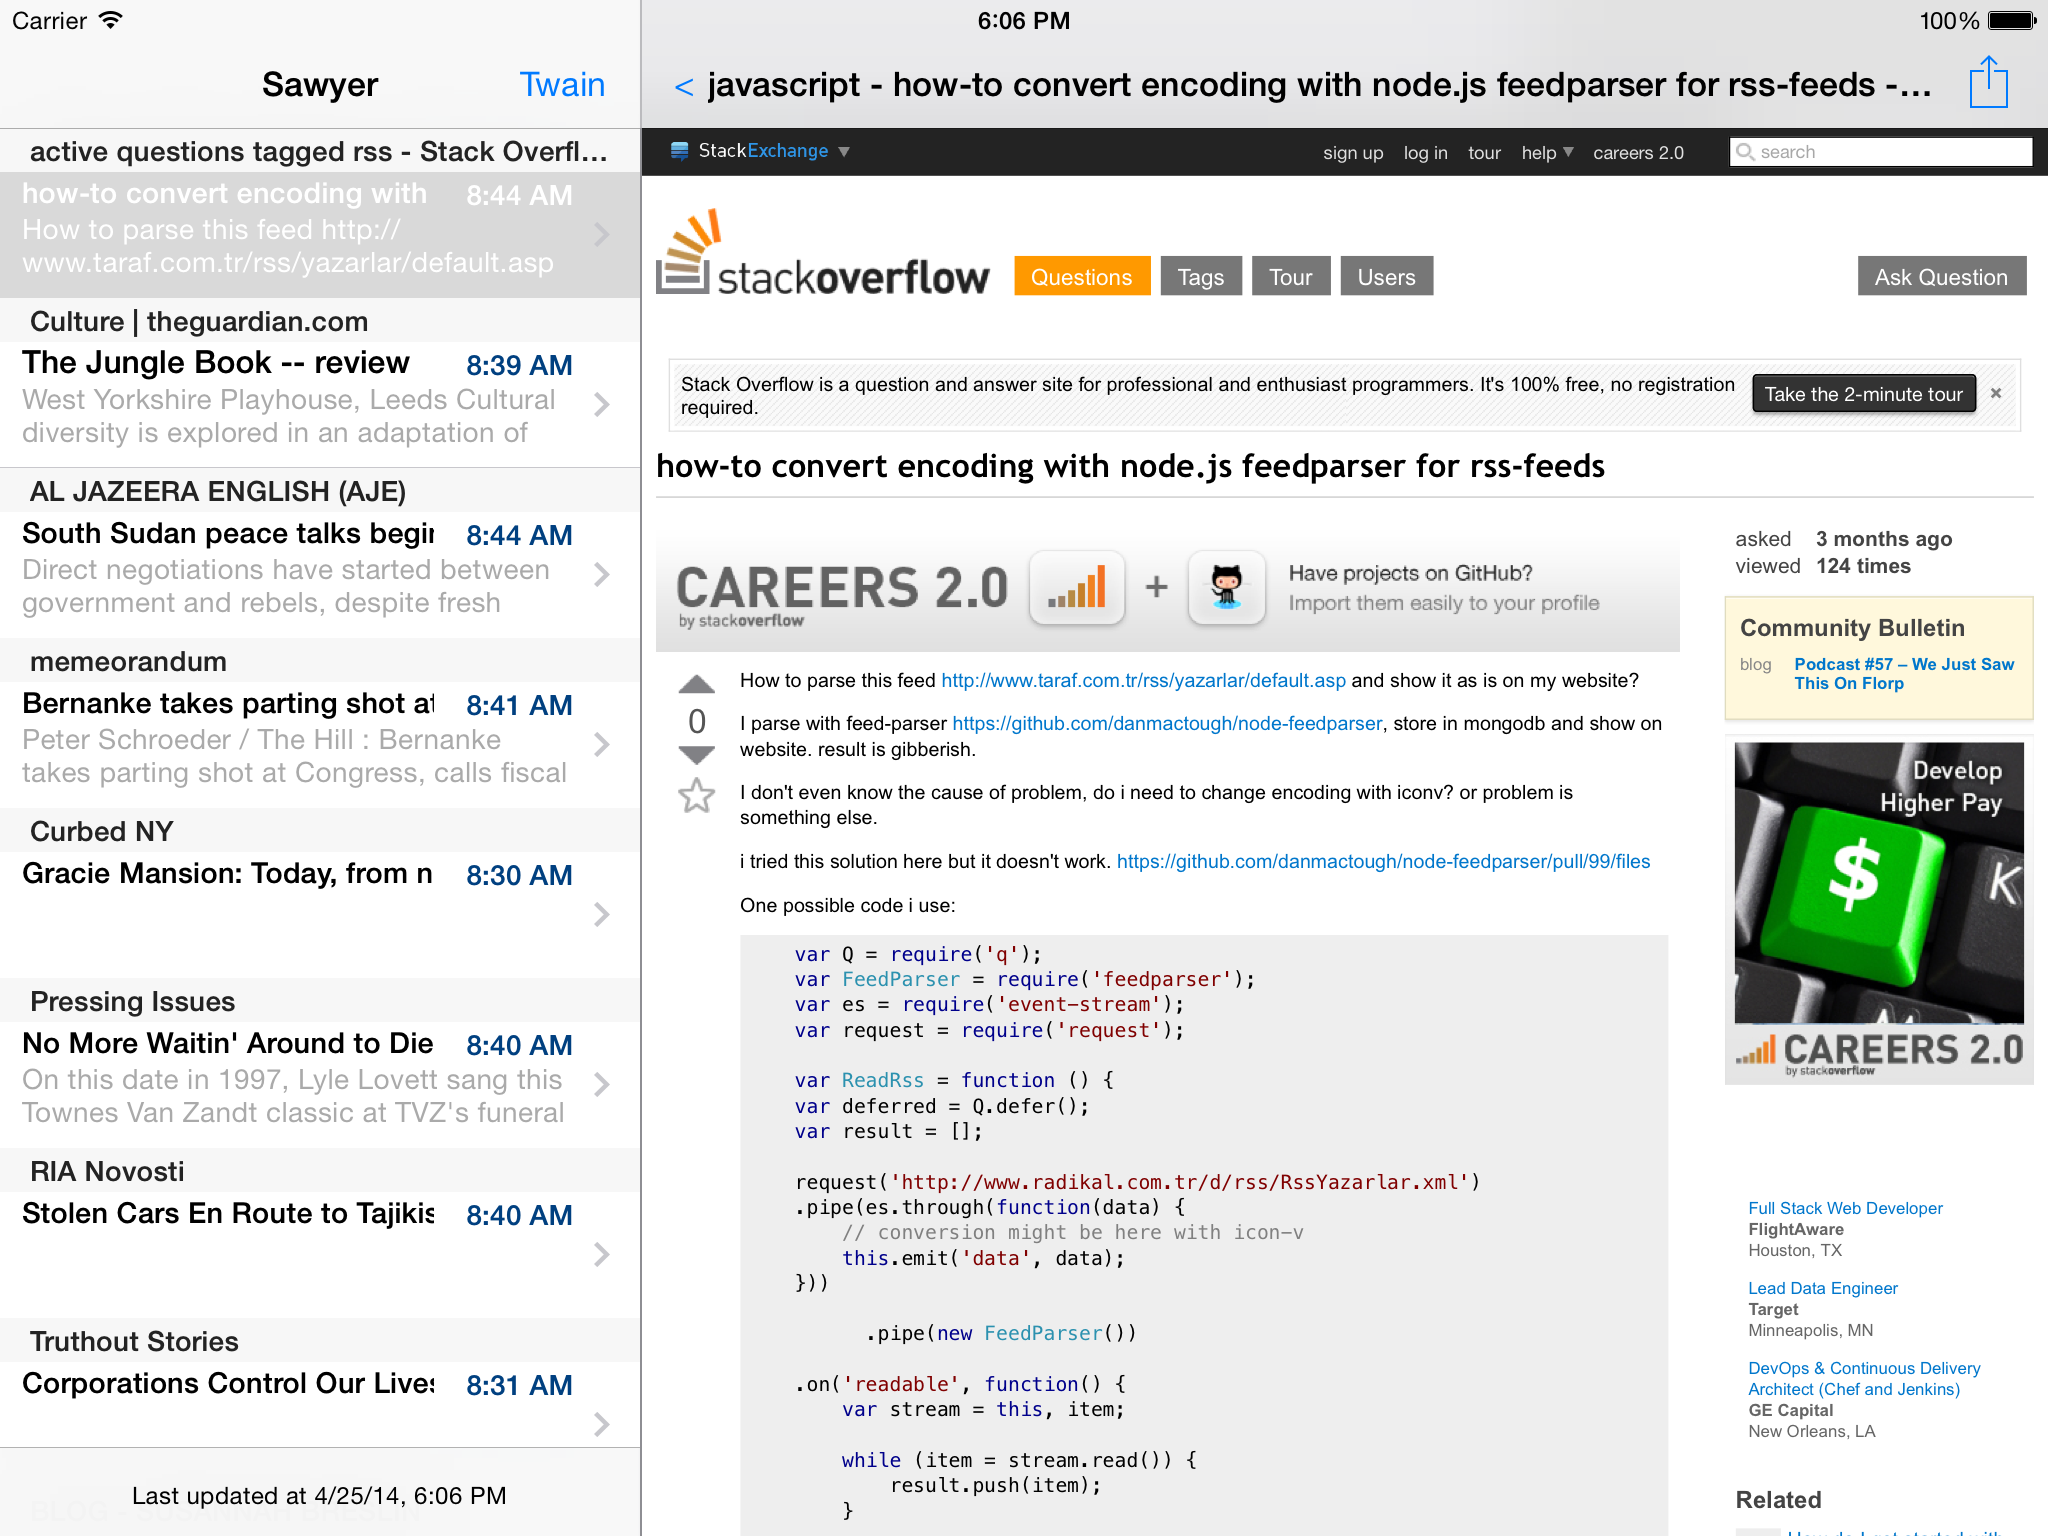 Carrier
6:06 PM
100%
Sawyer
Twain
active questions tagged rss - Stack Overfl...
how-to convert encoding with
8:44 AM
How to parse this feed http://
www.taraf.com.tr/rss/yazarlar/default.asp
Culture | theguardian.com
The Jungle Book -- review
8:39 AM
West Yorkshire Playhouse, Leeds Cultural
diversity is explored in an adaptation of
AL JAZEERA ENGLISH (AJE)
South Sudan peace talks begin
8:44 AM
Direct negotiations have started between
government and rebels, despite fresh
memeorandum
Bernanke takes parting shot at
8:41 AM
Peter Schroeder / The Hill : Bernanke
takes parting shot at Congress, calls fiscal
Curbed NY
Gracie Mansion: Today, from n
8:30 AM
Pressing Issues
No More Waitin' Around to Die
8:40 AM
On this date in 1997, Lyle Lovett sang this
Townes Van Zandt classic at TVZ's funeral
RIA Novosti
Stolen Cars En Route to Tajikis
8:40 AM
Truthout Stories
Corporations Control Our Lives
8:31 AM
Last updated at 4/25/14, 6:06 PM
< javascript - how-to convert encoding with node.js feedparser for rss-feeds -...
StackExchange
sign up log in tour help careers 2.0
search
stackoverflow
Questions Tags Tour Users
Ask Question
Stack Overflow is a question and answer site for professional and enthusiast programmers. It's 100% free, no registration
required.
Take the 2-minute tour
×
how-to convert encoding with node.js feedparser for rss-feeds
CAREERS 2.0
by stackoverflow
+
Have projects on GitHub?
Import them easily to your profile
0
How to parse this feed http://www.taraf.com.tr/rss/yazarlar/default.asp and show it as is on my website?
I parse with feed-parser https://github.com/danmactough/node-feedparser, store in mongodb and show on
website. result is gibberish.
I don't even know the cause of problem, do i need to change encoding with iconv? or problem is
something else.
i tried this solution here but it doesn't work. https://github.com/danmactough/node-feedparser/pull/99/files
One possible code i use:
var Q = require('q');
var FeedParser = require('feedparser');
var es = require('event-stream');
var request = require('request');
var ReadRss = function () {
var deferred = Q.defer();
var result = [];
request('http://www.radikal.com.tr/d/rss/RssYazarlar.xml')
.pipe(es.through(function(data) {
// conversion might be here with icon-v
this.emit('data', data);
}))
.pipe(new FeedParser())
.on('readable', function() {
var stream = this, item;
while (item = stream.read()) {
result.push(item);
}
asked 3 months ago
viewed 124 times
Community Bulletin
blog Podcast #57 – We Just Saw
This On Florp
Develop
Higher Pay
$
K
CAREERS 2.0
by stackoverflow
Full Stack Web Developer
FlightAware
Houston, TX
Lead Data Engineer
Target
Minneapolis, MN
DevOps & Continuous Delivery
Architect (Chef and Jenkins)
GE Capital
New Orleans, LA
Related